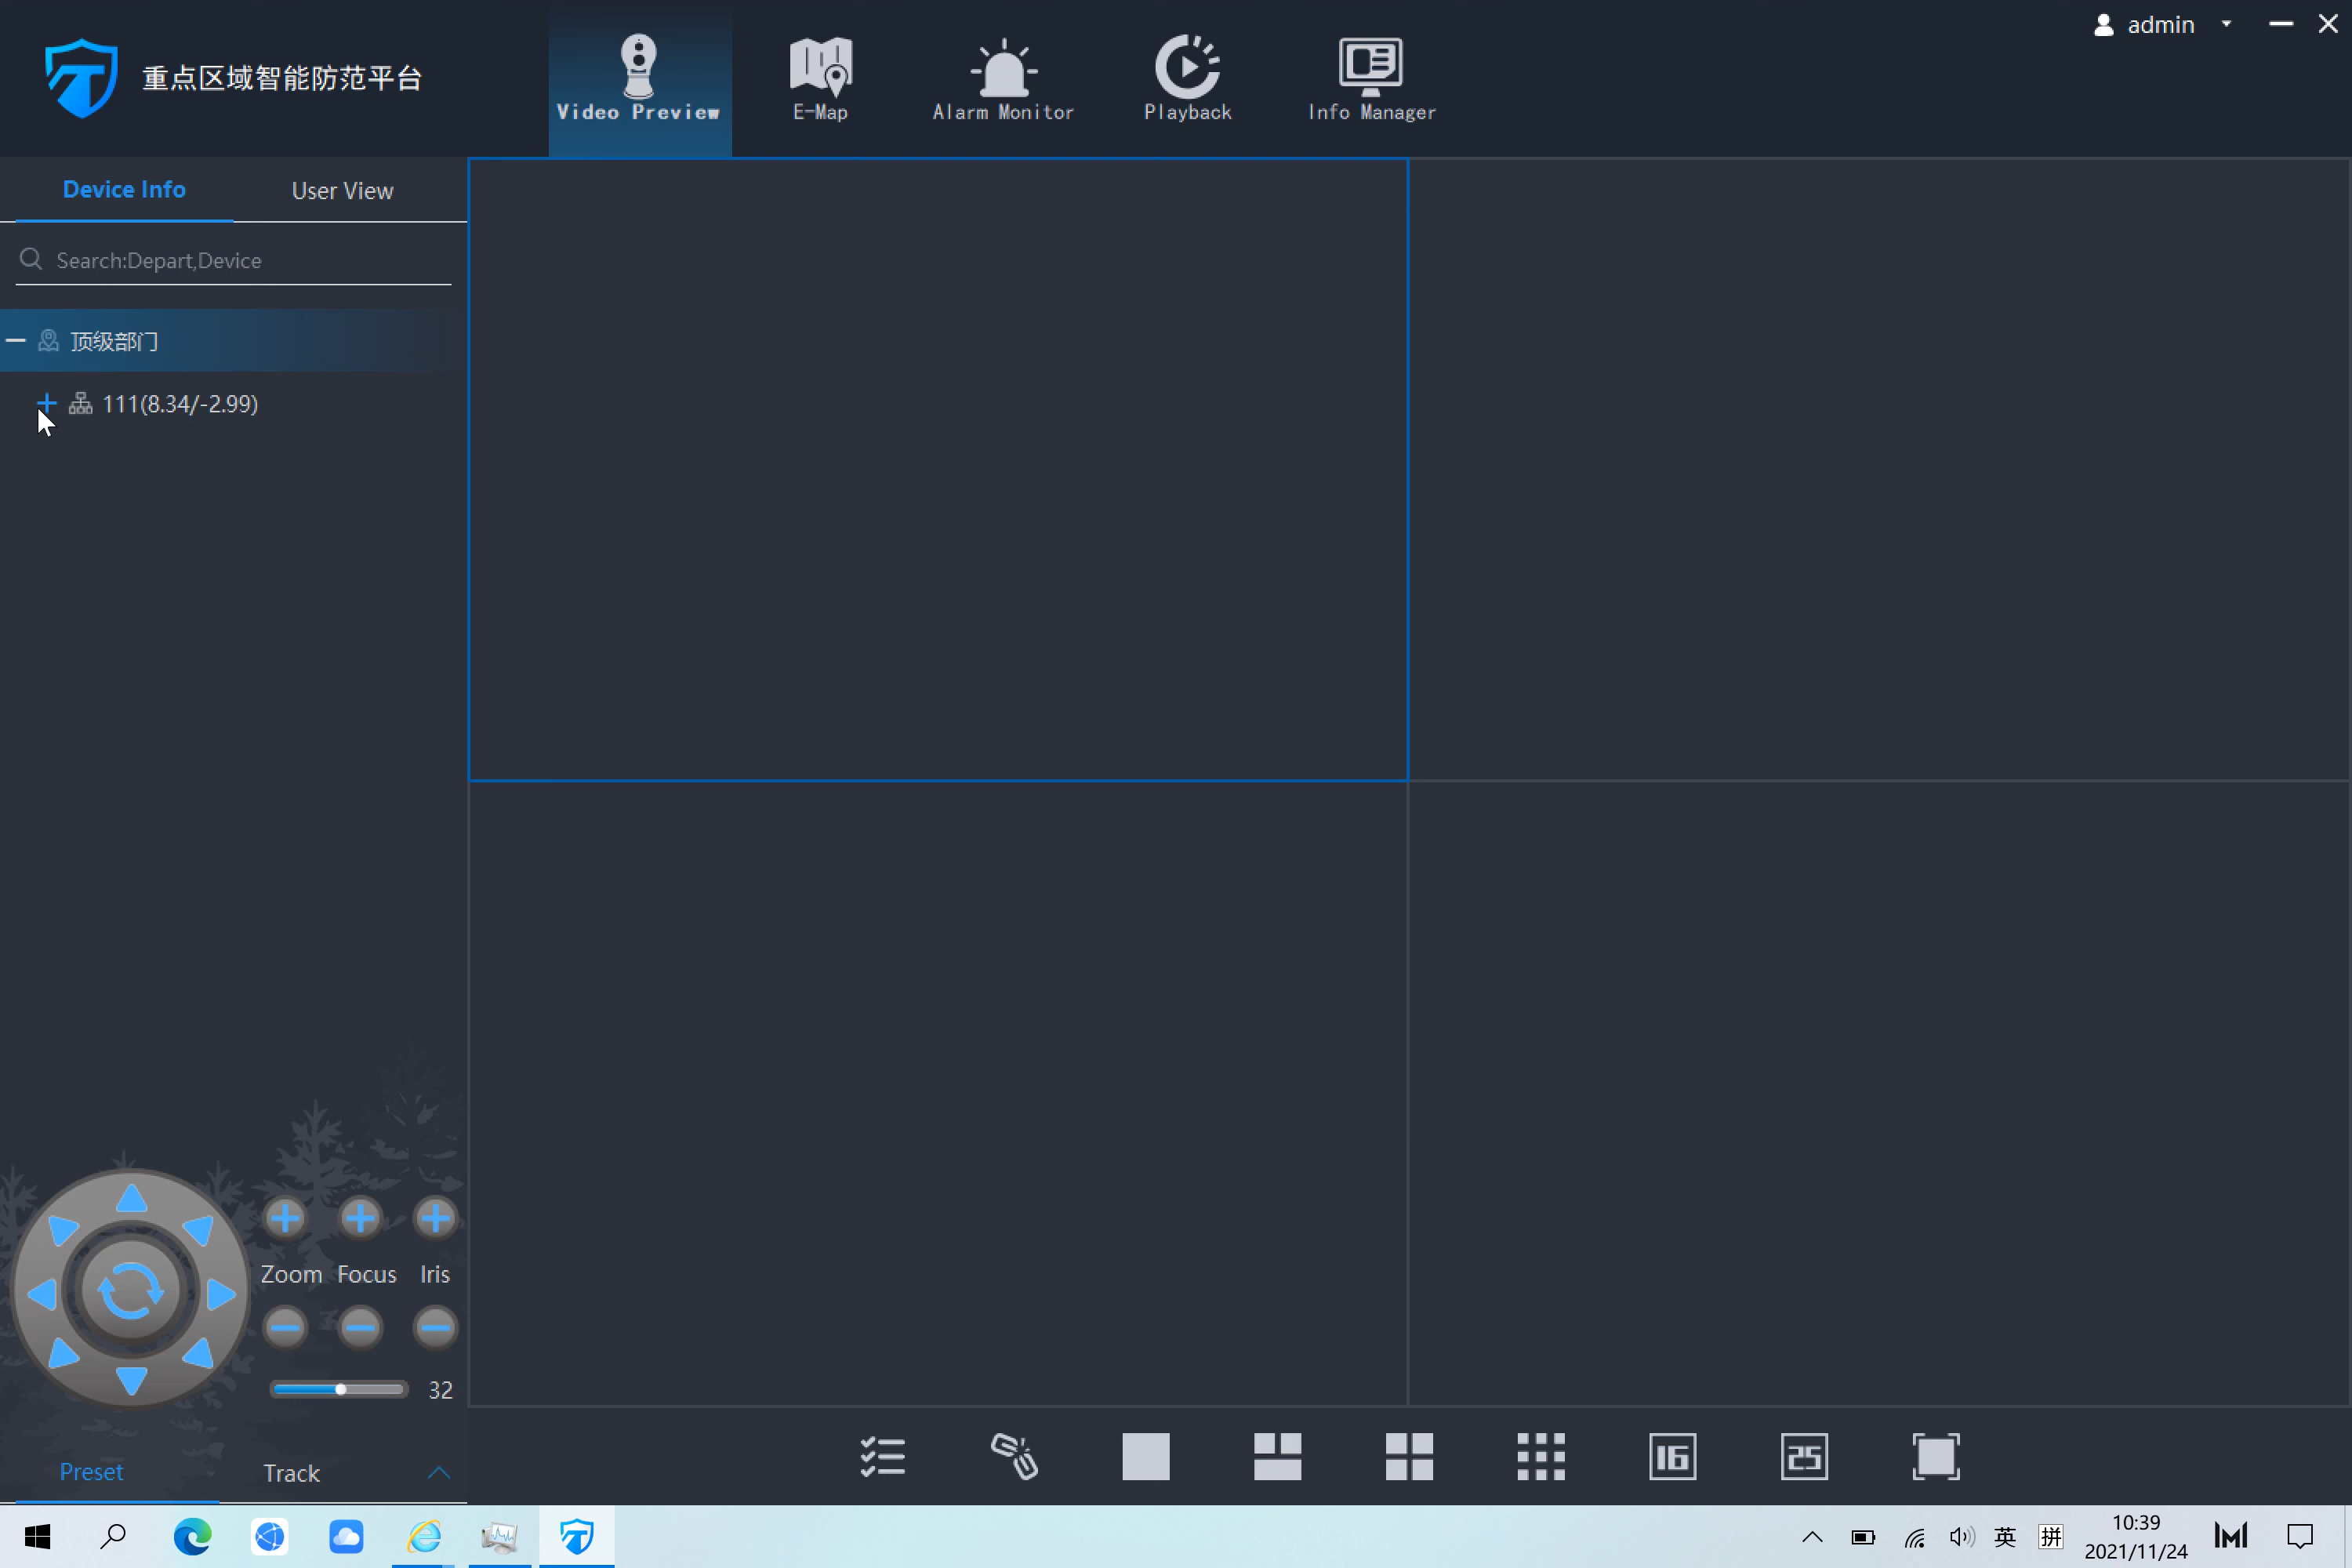 重点区域智能防范平台
Video Preview
E-Map
Alarm Monitor
Playback
Info Manager
admin
Device Info
User View
Search:Depart,Device
顶级部门
111(8.34/-2.99)
Zoom
Focus
Iris
32
Preset
Track
16
25
英
拼
10:39
2021/11/24